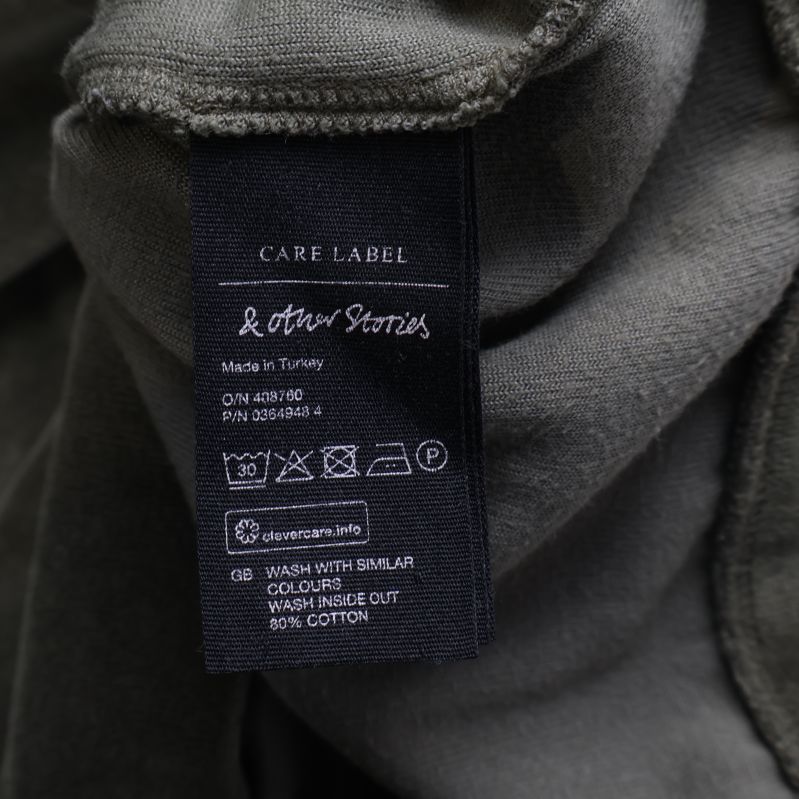 CARE LABEL
& other Stories
Made in Turkey
O/N 408760
P/N 0364948 4
30 P
clevercare.info
GB WASH WITH SIMILAR
COLOURS
WASH INSIDE OUT
80% COTTON